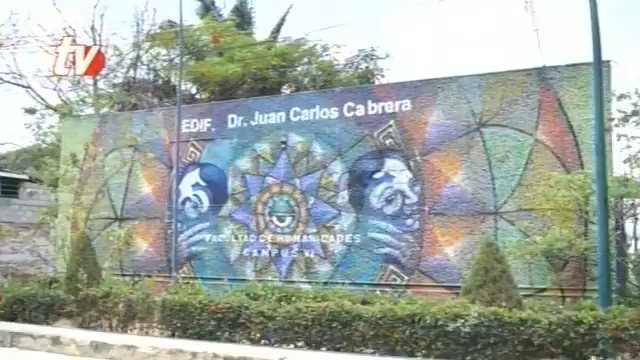 tv
EDIF. Dr. Juan Carlos Cabrera
FACULTAD DE HUMANIDADES
CAMPUS VI